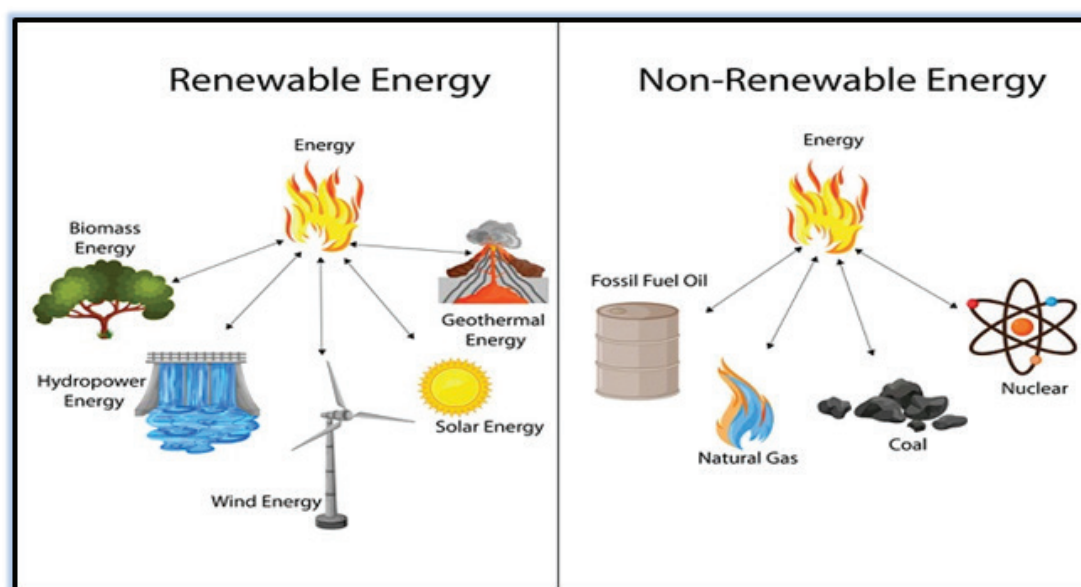 Renewable Energy
Energy
Biomass
Energy
Geothermal
Energy
Hydropower
Energy
Solar Energy
Wind Energy
Non-Renewable Energy
Energy
Fossil Fuel Oil
Nuclear
Natural Gas
Coal